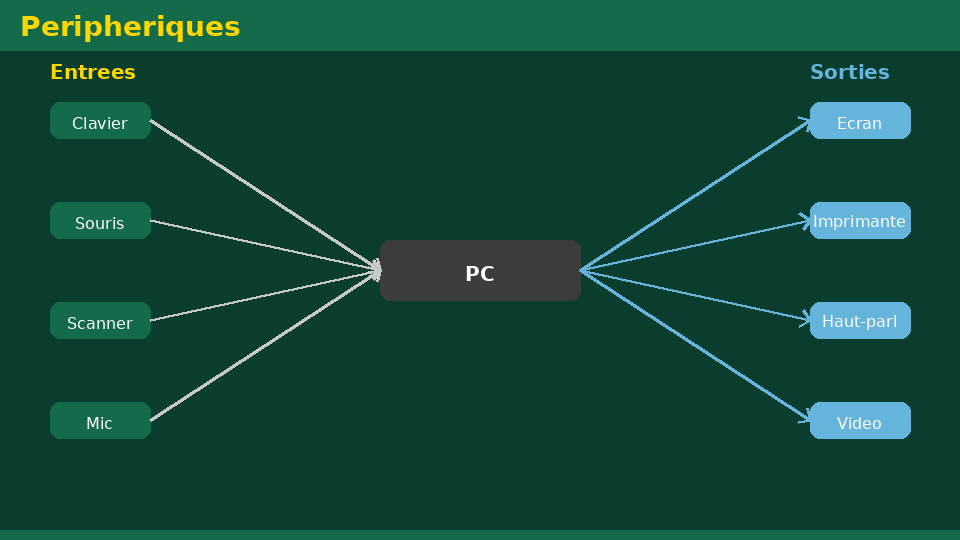 Peripheriques
Entrees
Sorties
Clavier
Ecran
Souris
Imprimante
PC
Scanner
Haut-parl
Mic
Video